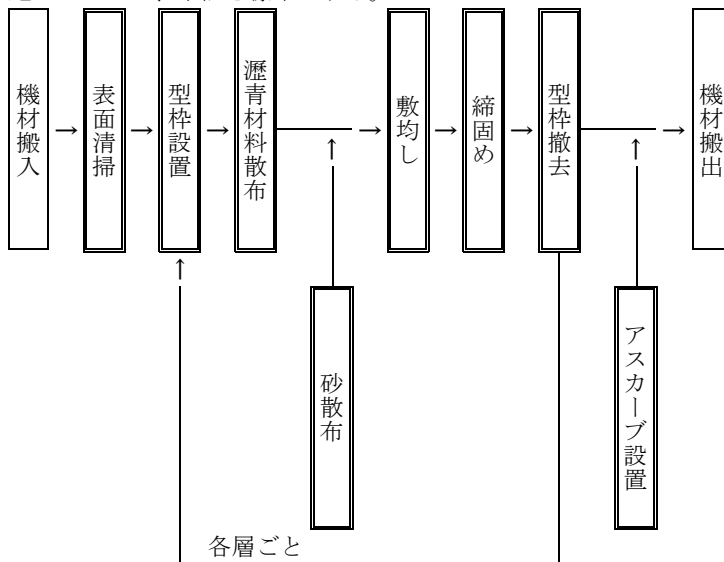 機材搬入
表面清掃
型枠設置
瀝青材料散布
敷均し
締固め
型枠撤去
機材搬出
砂散布
アスカーブ設置
各層ごと